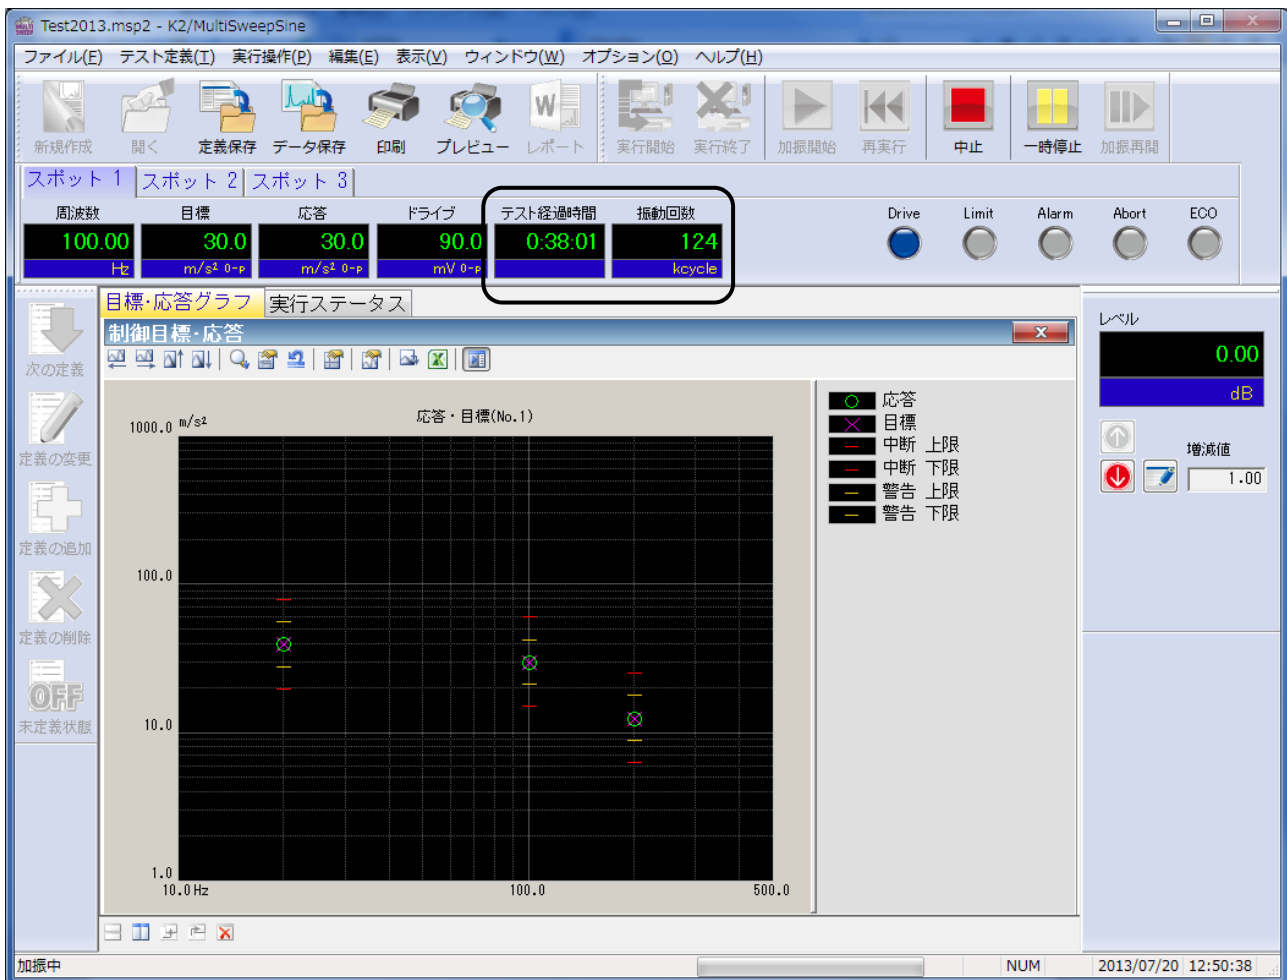 Test2013.msp2 - K2/MultiSweepSine
ファイル(F) テスト定義(T) 実行操作(P) 編集(E) 表示(V) ウィンドウ(W) オプション(O) ヘルプ(H)
新規作成 開く 定義保存 データ保存 印刷 プレビュー レポート 実行開始 実行終了 加振開始 再実行 中止 一時停止 加振再開
スポット 1 スポット 2 スポット 3
周波数 目標 応答 ドライブ テスト経過時間 振動回数 Drive Limit Alarm Abort ECO
100.00 30.0 30.0 90.0 0:38:01 124
Hz m/s² 0-p m/s² 0-p mV 0-p kcycle
目標・応答グラフ 実行ステータス
制御目標・応答
次の定義
定義の変更
定義の追加
定義の削除
OFF
未定義状態
応答・目標(No.1)
1000.0 m/s²
100.0
10.0
1.0
10.0 Hz 100.0 500.0
応答
目標
中断 上限
中断 下限
警告 上限
警告 下限
レベル
0.00
dB
増減値
1.00
加振中 NUM 2013/07/20 12:50:38